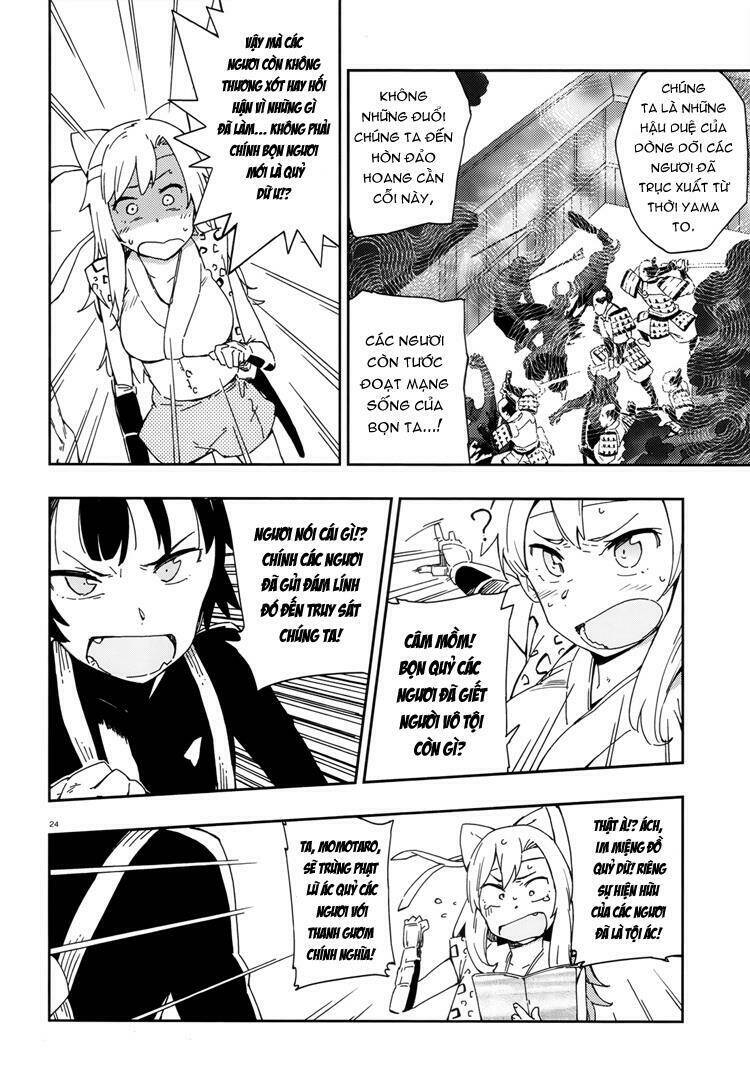 CHÚNG
TA LÀ NHỮNG
HẬU DUỆ CỦA
DÒNG DÕI CÁC
NGƯƠI ĐÃ
TRỤC XUẤT TỪ
THỜI YAMA
TO.
KHÔNG
NHỮNG ĐUỔI
CHÚNG TA ĐẾN
HÒN ĐẢO
HOANG CẰN
CỖI NÀY,
CÁC NGƯƠI
CÒN TƯỚC
ĐOẠT MẠNG
SỐNG CỦA
BỌN TA...!
VẬY MÀ CÁC
NGƯƠI CÒN KHÔNG
THƯƠNG XÓT HAY HỐI
HẬN VÌ NHỮNG GÌ
ĐÃ LÀM... KHÔNG PHẢI
CHÍNH BỌN NGƯƠI
MỚI LÀ QUỶ
DỮ Ư!?
?
CÂM MỒM!
BỌN QUỶ CÁC
NGƯƠI ĐÃ GIẾT
NGƯỜI VÔ TỘI
CÒN GÌ?
NGƯƠI NÓI CÁI GÌ!?
CHÍNH CÁC NGƯƠI
ĐÃ GỬI ĐÁM LÍNH
ĐÓ ĐẾN TRUY SÁT
CHÚNG TA!
THẬT Á!? ÁCH,
IM MIỆNG ĐỒ
QUỶ DỮ! RIÊNG
SỰ HIỆN HỮU
CỦA CÁC NGƯƠI
ĐÃ LÀ TỘI ÁC!
TA, MOMOTARO,
SẼ TRỪNG PHẠT
LŨ ÁC QUỶ CÁC
NGƯƠI VỚI
THANH GƯƠM
CHÍNH NGHĨA!
24